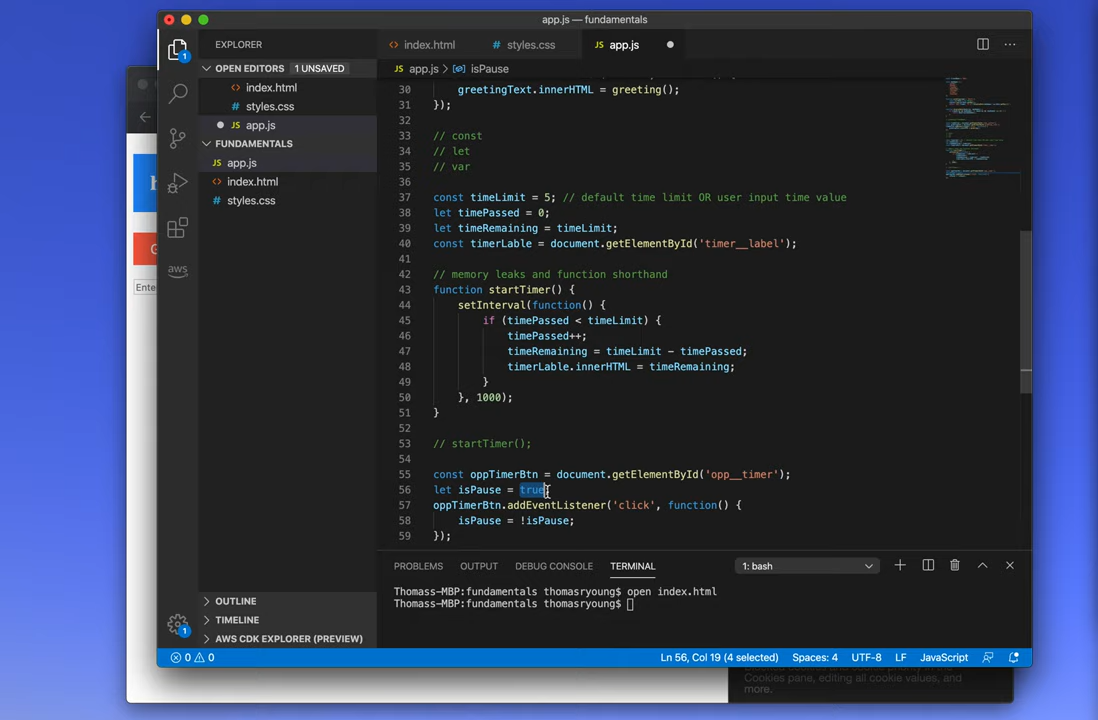 app.js — fundamentals
EXPLORER
index.html
styles.css
app.js
OPEN EDITORS 1 UNSAVED
app.js > isPause
index.html
styles.css
app.js
FUNDAMENTALS
app.js
index.html
styles.css
1
aws
30 greetingText.innerHTML = greeting();
31 });
32
33 // const
34 // let
35 // var
36
37 const timeLimit = 5; // default time limit OR user input time value
38 let timePassed = 0;
39 let timeRemaining = timeLimit;
40 const timerLable = document.getElementById('timer__label');
41
42 // memory leaks and function shorthand
43 function startTimer() {
44 setInterval(function() {
45 if (timePassed < timeLimit) {
46 timePassed++;
47 timeRemaining = timeLimit - timePassed;
48 timerLable.innerHTML = timeRemaining;
49 }
50 }, 1000);
51 }
52
53 // startTimer();
54
55 const oppTimerBtn = document.getElementById('opp__timer');
56 let isPause = true
57 oppTimerBtn.addEventListener('click', function() {
58 isPause = !isPause;
59 });
PROBLEMS OUTPUT DEBUG CONSOLE TERMINAL 1: bash
Thomass-MBP:fundamentals thomasryoung$ open index.html
Thomass-MBP:fundamentals thomasryoung$
OUTLINE
TIMELINE
AWS CDK EXPLORER (PREVIEW)
1
0 0
Ln 56, Col 19 (4 selected) Spaces: 4 UTF-8 LF JavaScript
Enter
Cookies pane, editing all cookie values, and
more.